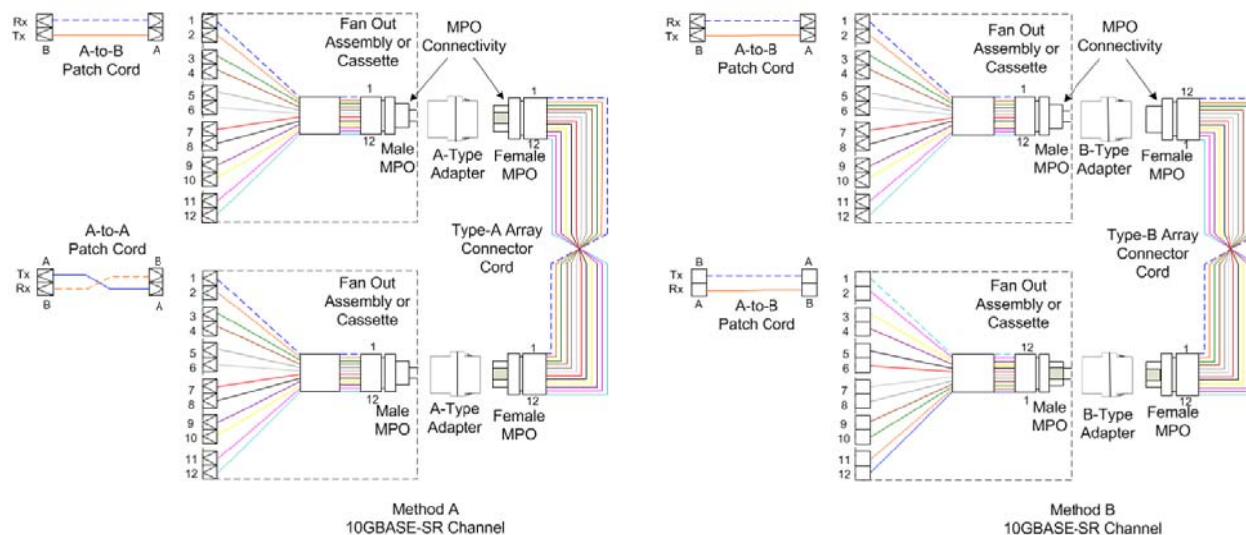 Rx
Tx
B
A
A-to-B
Patch Cord
1
2
3
4
5
6
7
8
9
10
11
12
Fan Out
Assembly or
Cassette
MPO
Connectivity
1
12
Male
MPO
A-Type
Adapter
1
12
Female
MPO
A-to-A
Patch Cord
A
B
Tx
Rx
B
A
Type-A Array
Connector
Cord
1
2
3
4
5
6
7
8
9
10
11
12
Fan Out
Assembly or
Cassette
1
12
Male
MPO
A-Type
Adapter
1
12
Female
MPO
Method A
10GBASE-SR Channel
Rx
Tx
B
A
A-to-B
Patch Cord
1
2
3
4
5
6
7
8
9
10
11
12
Fan Out
Assembly or
Cassette
MPO
Connectivity
1
12
Male
MPO
B-Type
Adapter
12
1
Female
MPO
B
A
Tx
Rx
A
B
A-to-B
Patch Cord
Type-B Array
Connector
Cord
1
2
3
4
5
6
7
8
9
10
11
12
Fan Out
Assembly or
Cassette
12
1
Male
MPO
B-Type
Adapter
1
12
Female
MPO
Method B
10GBASE-SR Channel